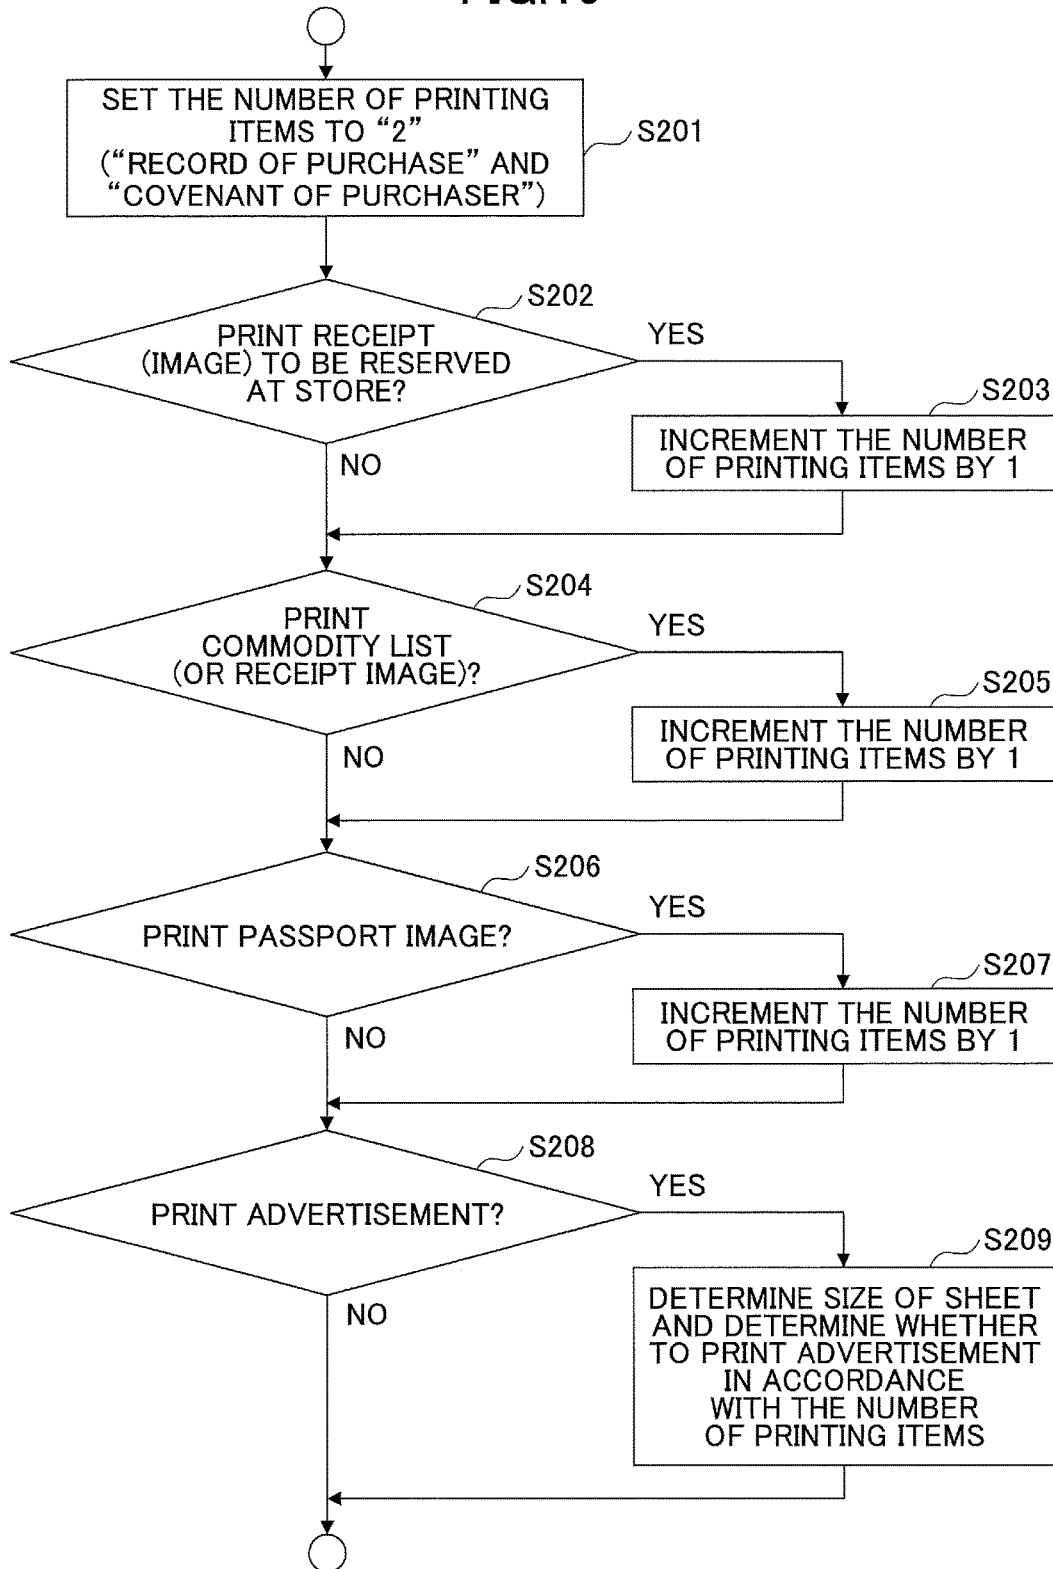 SET THE NUMBER OF PRINTING
ITEMS TO “2”
(“RECORD OF PURCHASE” AND
“COVENANT OF PURCHASER”)
S201
S202
PRINT RECEIPT
(IMAGE) TO BE RESERVED
AT STORE?
YES
NO
S203
INCREMENT THE NUMBER
OF PRINTING ITEMS BY 1
S204
PRINT
COMMODITY LIST
(OR RECEIPT IMAGE)?
YES
NO
S205
INCREMENT THE NUMBER
OF PRINTING ITEMS BY 1
S206
PRINT PASSPORT IMAGE?
YES
NO
S207
INCREMENT THE NUMBER
OF PRINTING ITEMS BY 1
S208
PRINT ADVERTISEMENT?
YES
NO
S209
DETERMINE SIZE OF SHEET
AND DETERMINE WHETHER
TO PRINT ADVERTISEMENT
IN ACCORDANCE
WITH THE NUMBER
OF PRINTING ITEMS